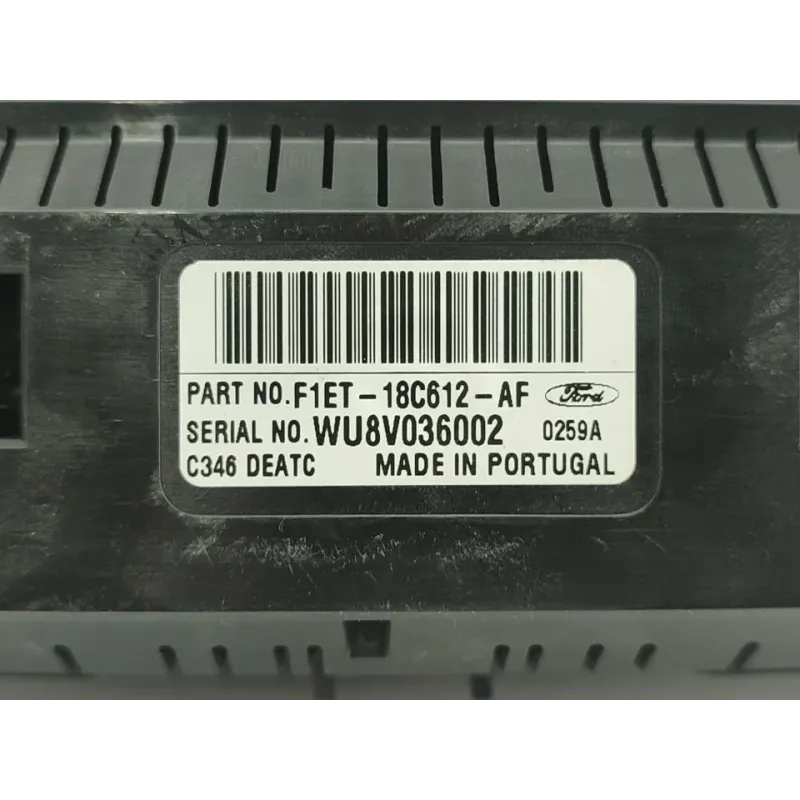 PART NO. F1ET-18C612-AF Ford
SERIAL NO. WU8V036002 0259A
C346 DEATC MADE IN PORTUGAL